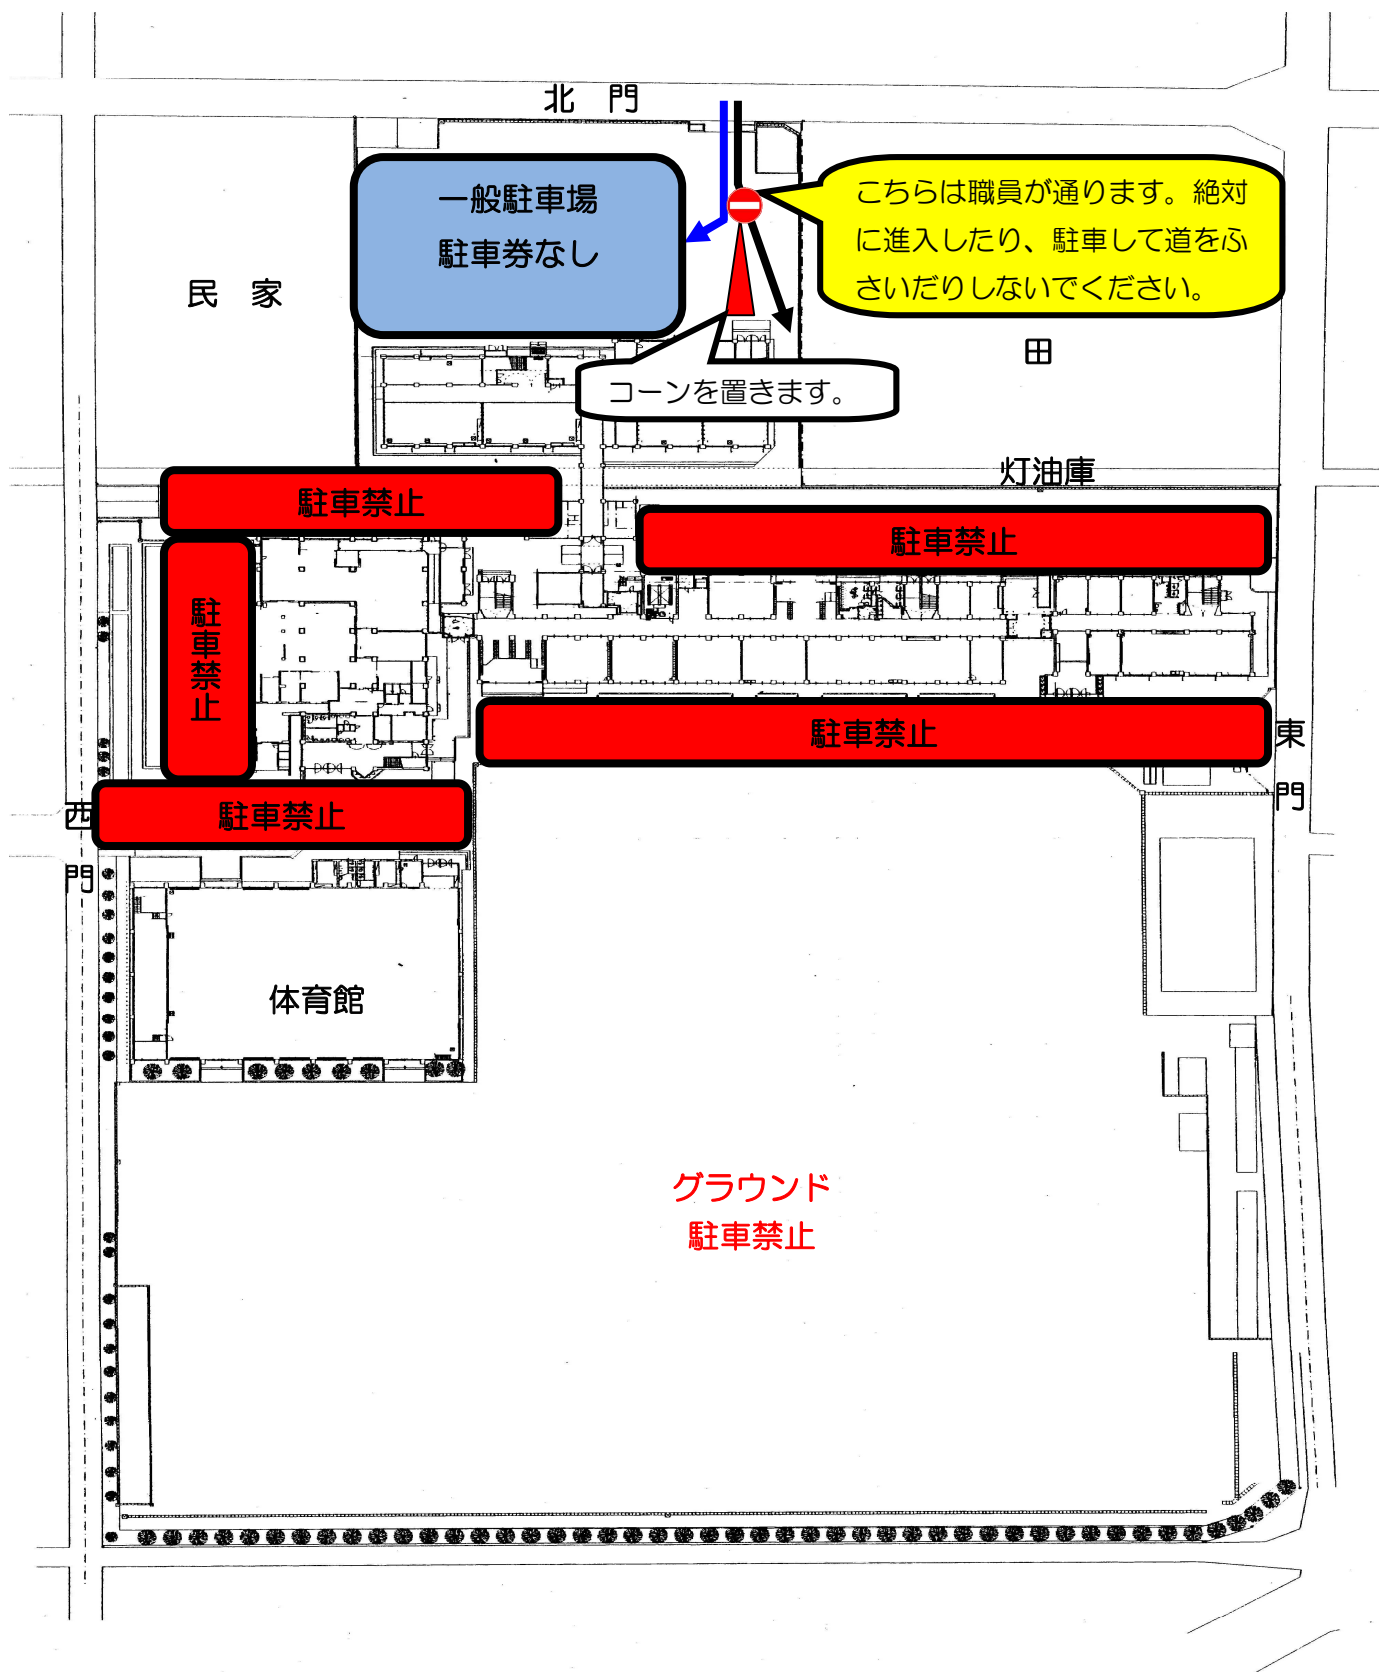 北 門
一般駐車場
駐車券なし
こちらは職員が通ります。絶対
に進入したり、駐車して道をふ
さいだりしないでください。
民 家
田
コーンを置きます。
灯油庫
駐車禁止
駐車禁止
駐車禁止
駐車禁止
東
門
駐車禁止
西
門
体育館
グラウンド
駐車禁止